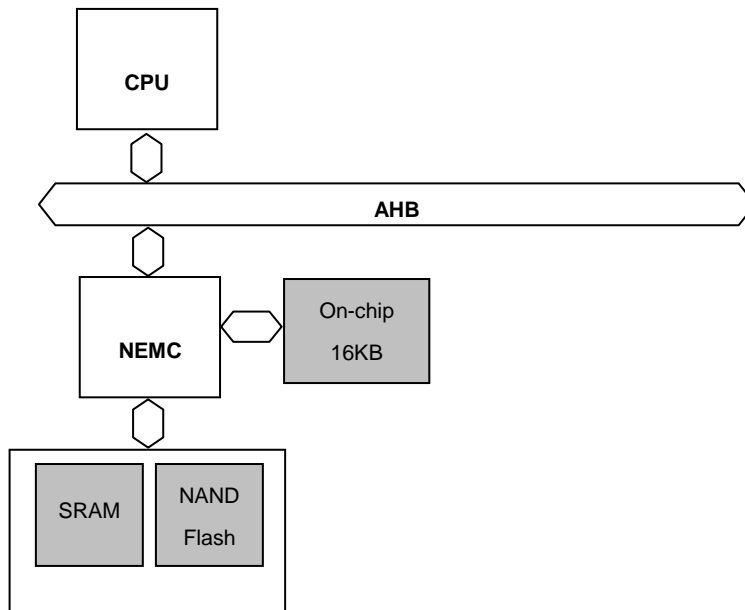 CPU
AHB
On-chip
16KB
NEMC
SRAM
NAND
Flash